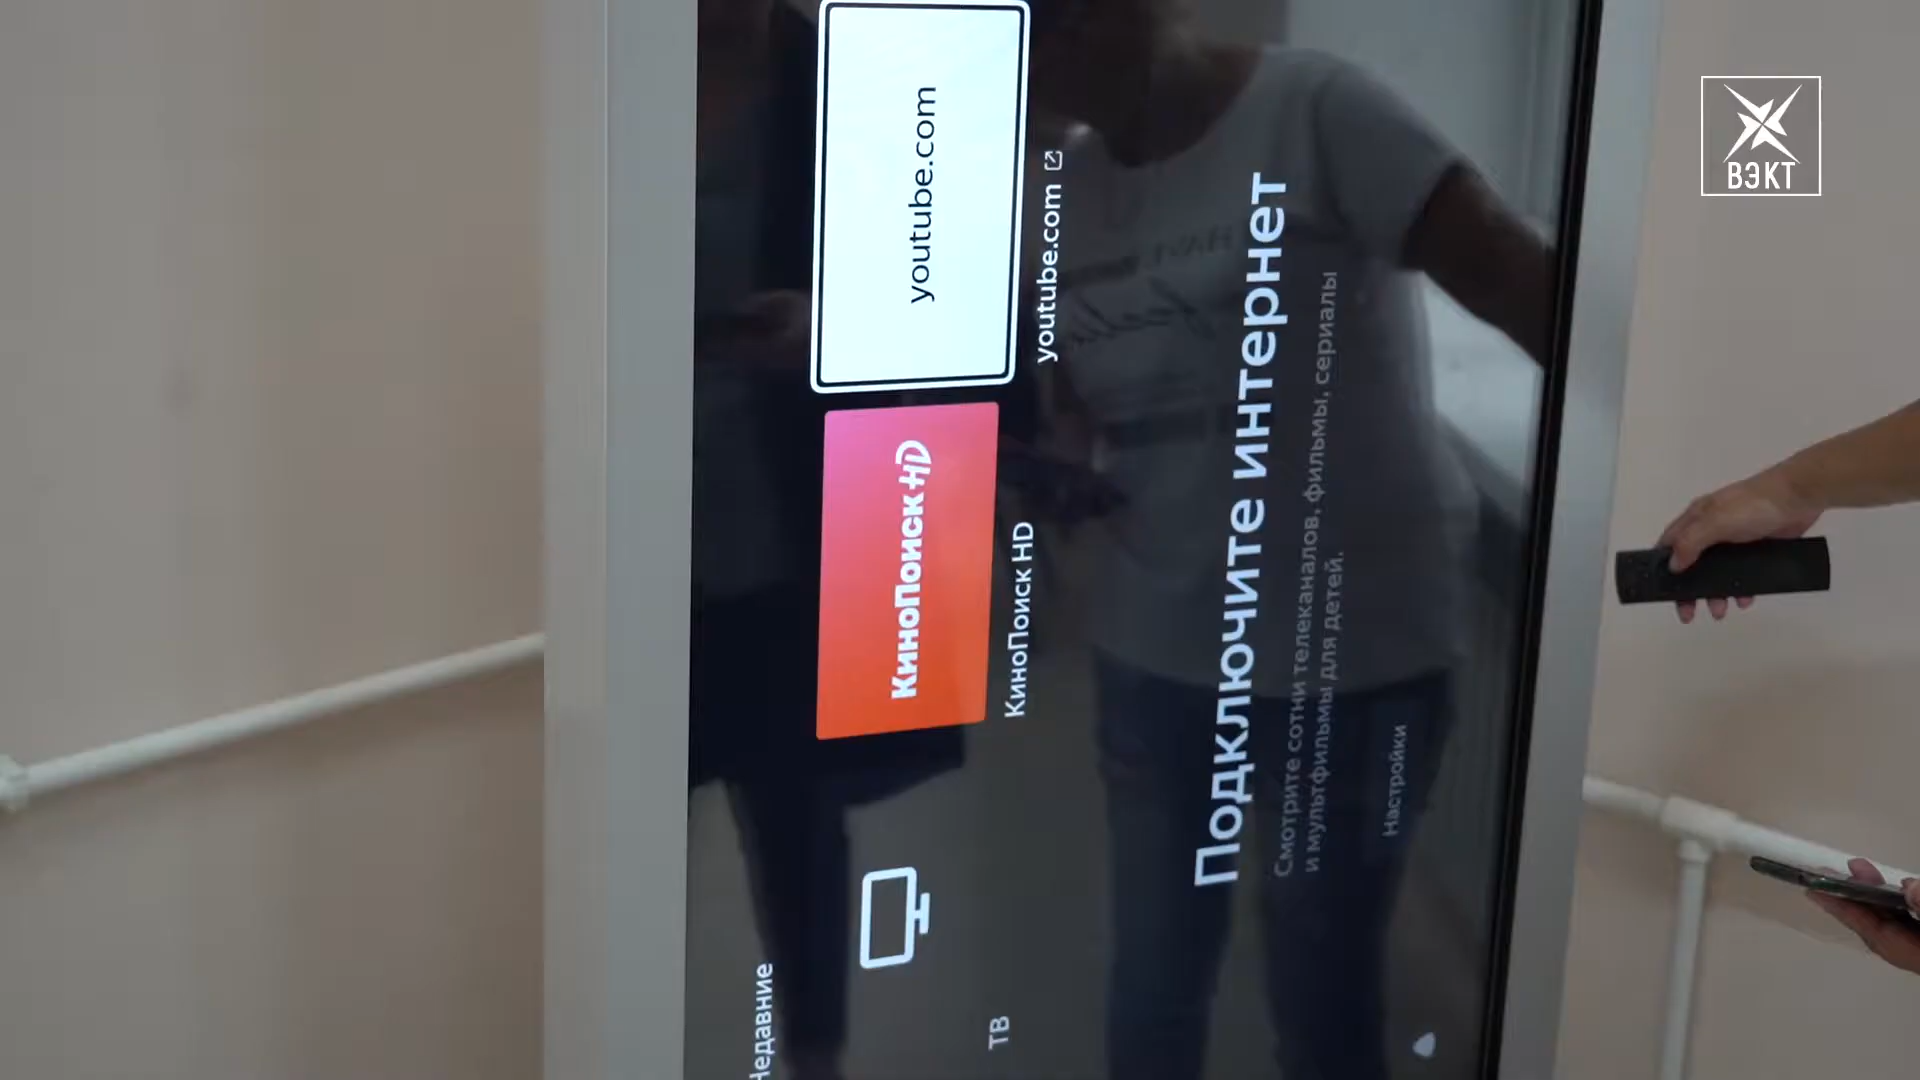 Недавние
ТВ
КиноПоиск HD
КиноПоиск HD
youtube.com
youtube.com
Подключите интернет
Смотрите сотни телеканалов, фильмы, сериалы
и мультфильмы для детей.
Настройки
ВЭКТ